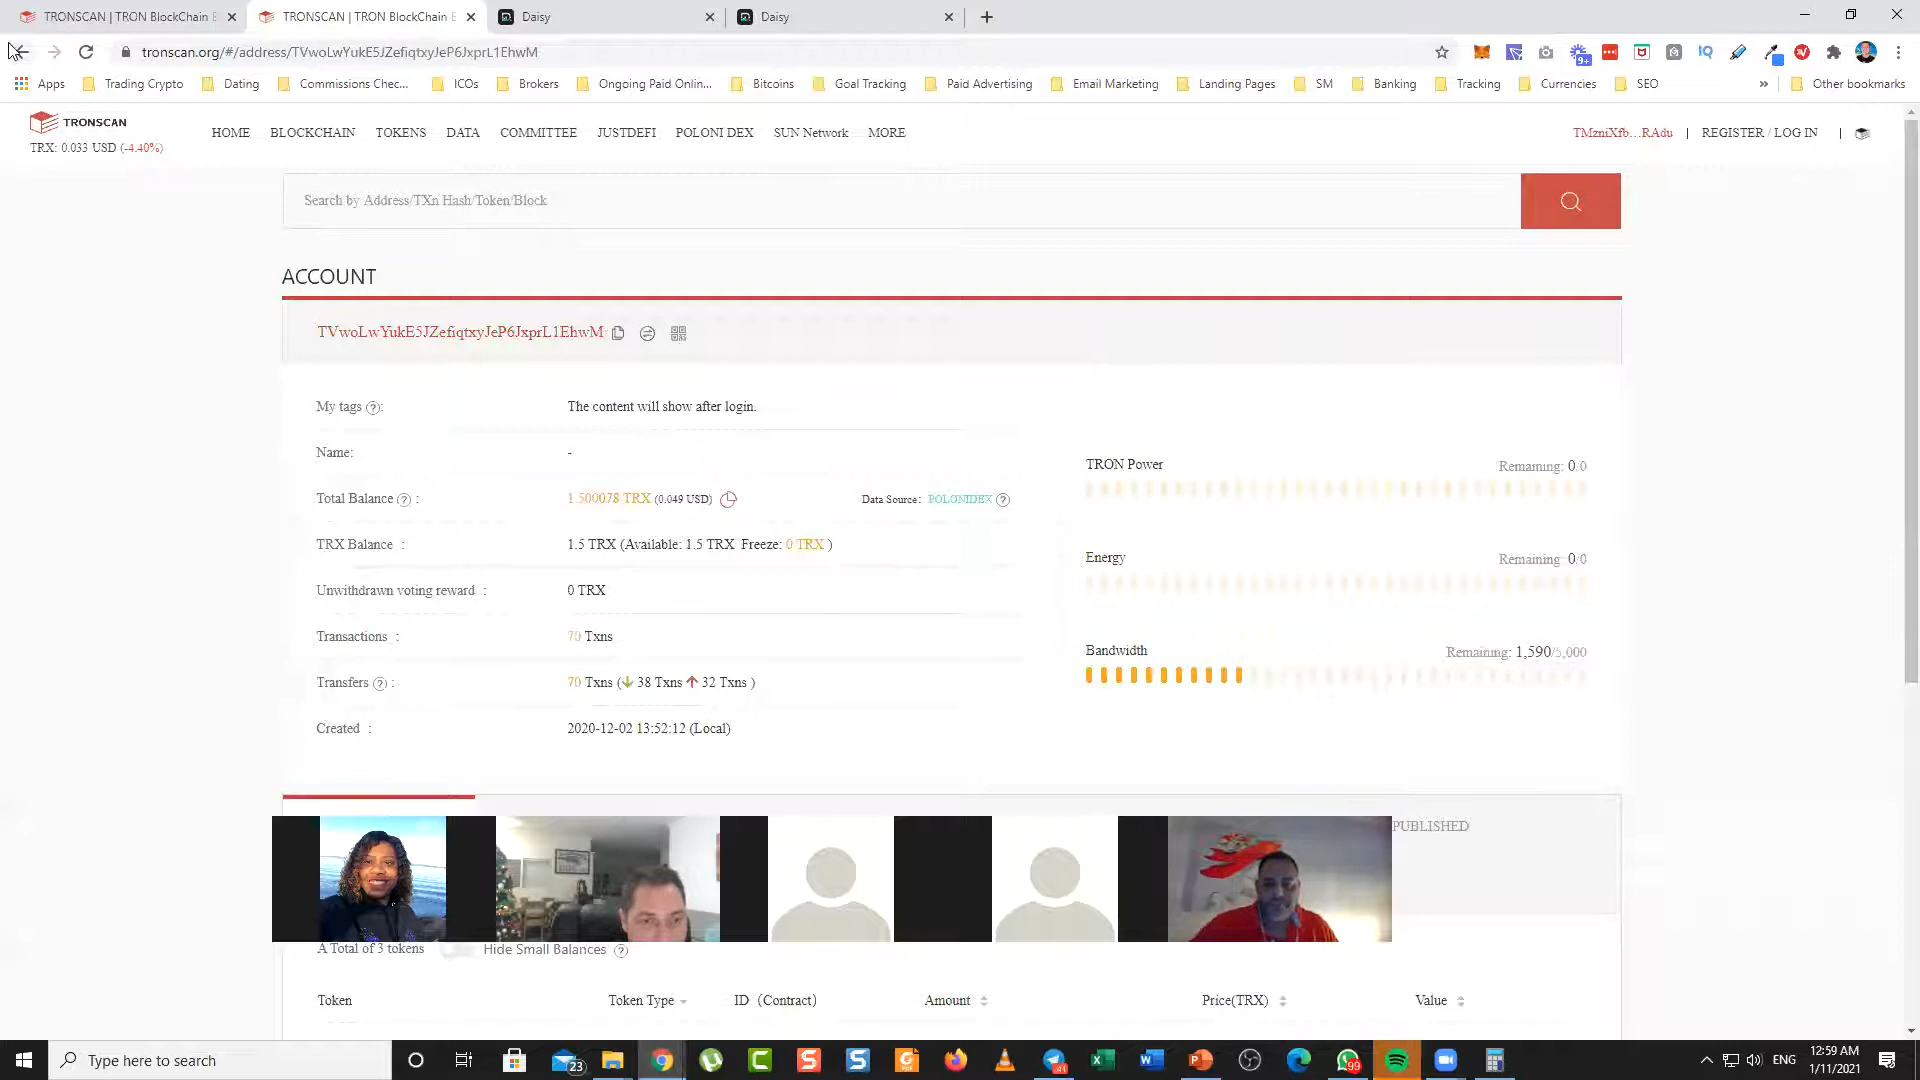 TRONSCAN | TRON BlockChain E
TRONSCAN | TRON BlockChain E
Daisy
Daisy
tronscan.org/#/address/TVwoLwYukE5JZefiqtxyJeP6JxprL1EhwM
9+
Apps
Trading Crypto
Dating
Commissions Chec...
ICOs
Brokers
Ongoing Paid Onlin...
Bitcoins
Goal Tracking
Paid Advertising
Email Marketing
Landing Pages
SM
Banking
Tracking
Currencies
SEO
»
Other bookmarks
TRONSCAN
TRX: 0.033 USD (-4.40%)
HOME
BLOCKCHAIN
TOKENS
DATA
COMMITTEE
JUSTDEFI
POLONI DEX
SUN Network
MORE
TMzniXfb...RAdu | REGISTER / LOG IN |
Search by Address/TXn Hash/Token/Block
ACCOUNT
TVwoLwYukE5JZefiqtxyJeP6JxprL1EhwM
My tags ?:
The content will show after login.
Name:
-
Total Balance ? :
1.500078 TRX (0.049 USD)
Data Source: POLONIDEX ?
TRX Balance :
1.5 TRX (Available: 1.5 TRX Freeze: 0 TRX )
Unwithdrawn voting reward :
0 TRX
Transactions :
70 Txns
Transfers ? :
70 Txns ( 38 Txns 32 Txns )
Created :
2020-12-02 13:52:12 (Local)
TRON Power
Remaining: 0/0
Energy
Remaining: 0/0
Bandwidth
Remaining: 1,590/5,000
PUBLISHED
A Total of 3 tokens
Hide Small Balances ?
Token
Token Type
ID (Contract)
Amount
Price(TRX)
Value
Type here to search
23
41
99
ENG
12:59 AM
1/11/2021